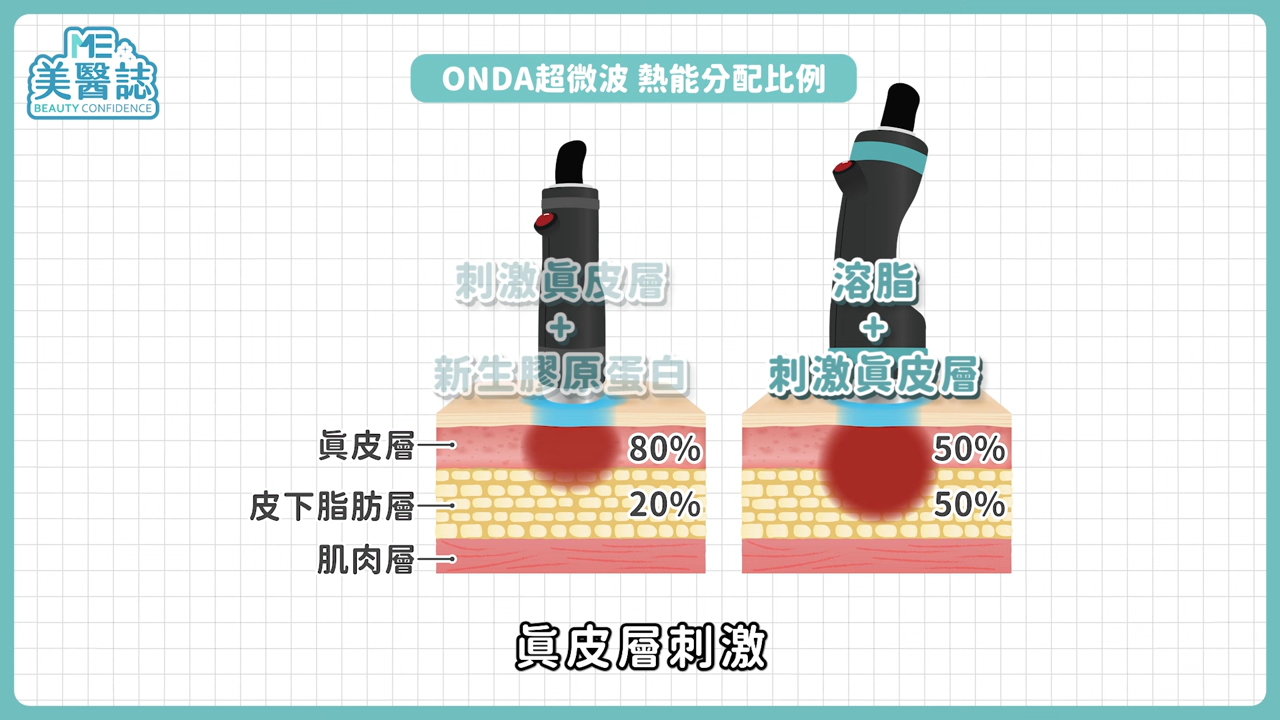 ME
美醫誌
BEAUTY CONFIDENCE
ONDA超微波 熱能分配比例
刺激真皮層
+
新生膠原蛋白
溶脂
+
刺激真皮層
真皮層
80%
50%
皮下脂肪層
20%
50%
肌肉層
真皮層刺激